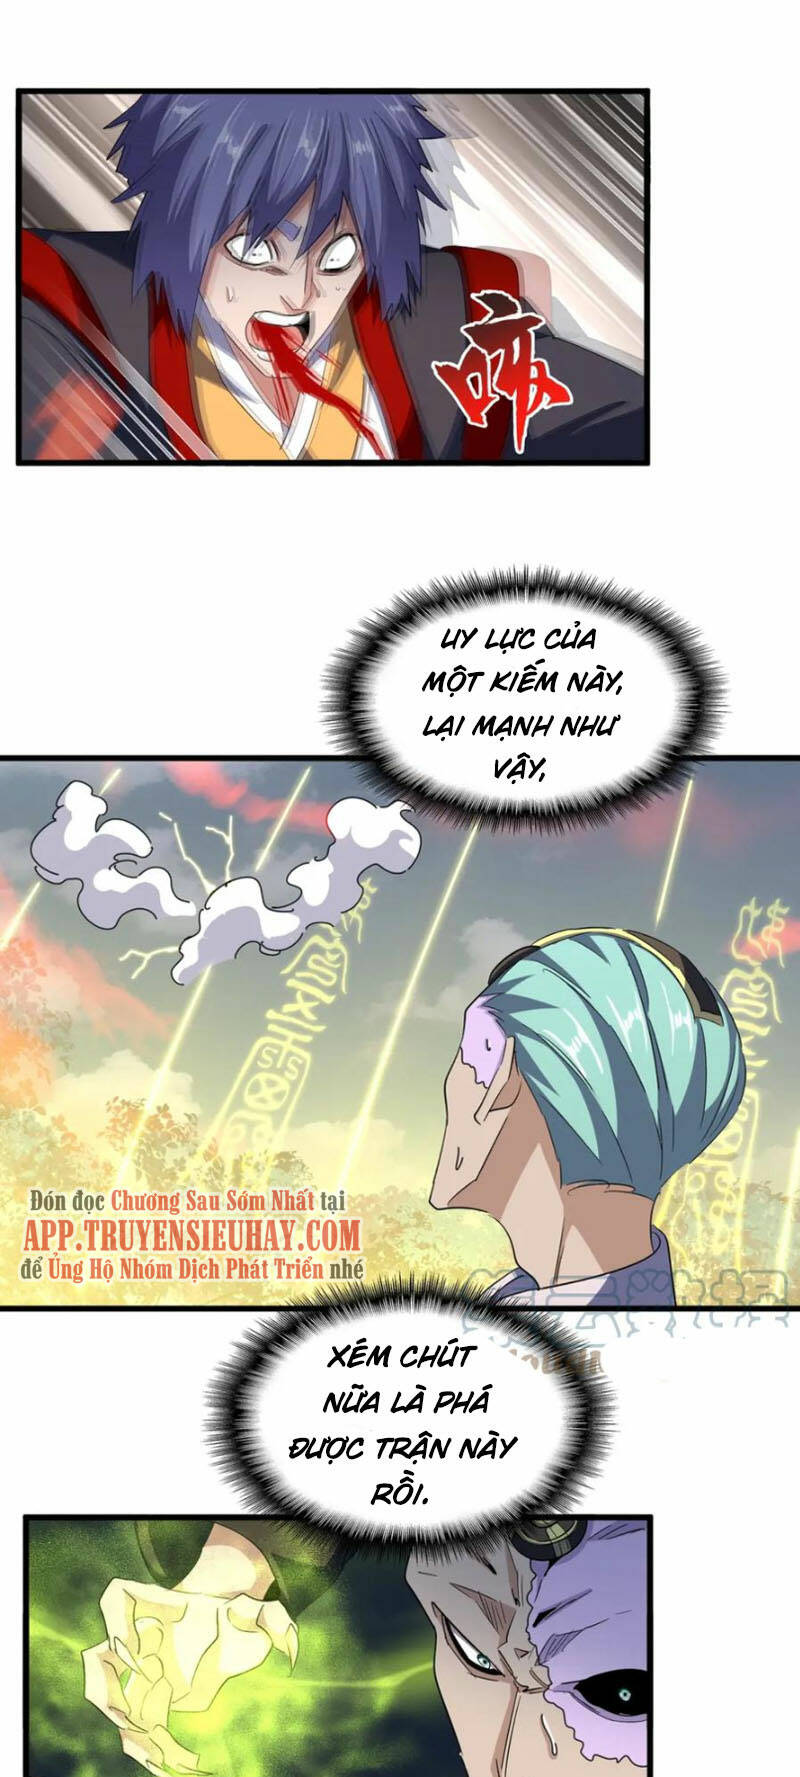 UY LỰC CỦA
MỘT KIẾM NÀY,
LẠI MẠNH NHƯ
VẬY,
Đón đọc Chương Sau Sớm Nhất tại
APP.TRUYENSIEUHAY.COM
để Ủng Hộ Nhóm Dịch Phát Triển nhé
XÉM CHÚT
NỮA LÀ PHÁ
ĐƯỢC TRẬN NÀY
RỒI.